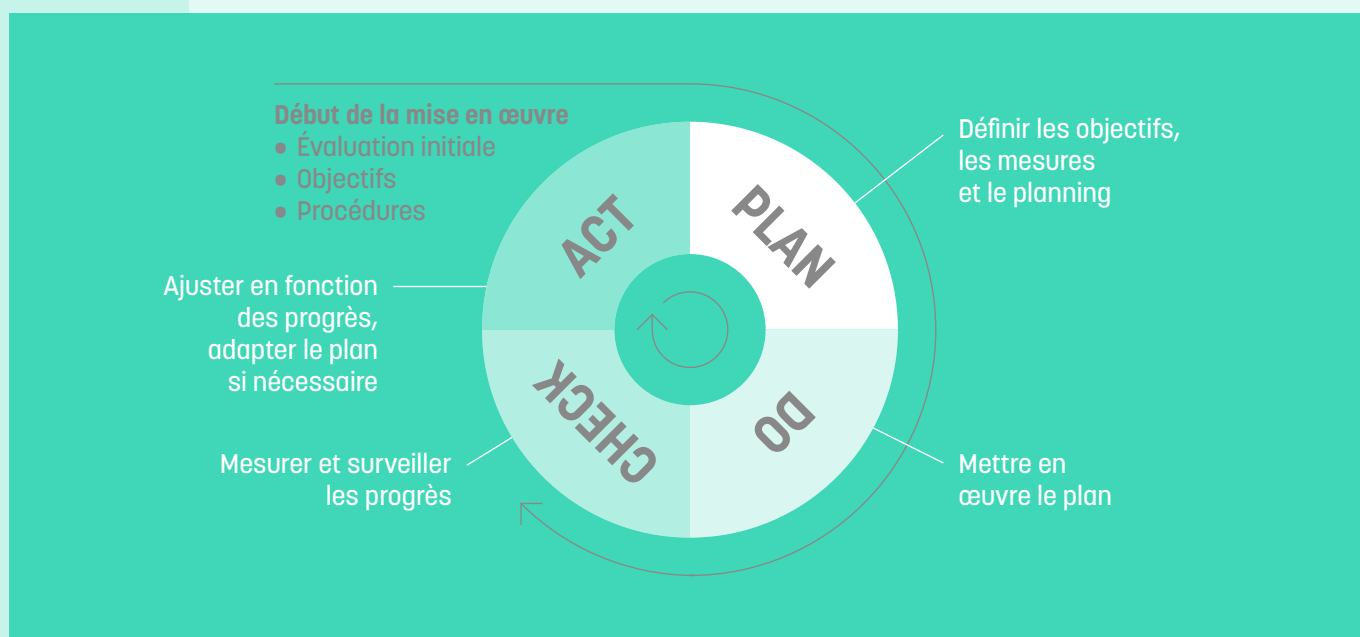 Début de la mise en œuvre
• Évaluation initiale
• Objectifs
• Procédures
Définir les objectifs,
les mesures
et le planning
ACT
PLAN
Ajuster en fonction
des progrès,
adapter le plan
si nécessaire
CHECK
DO
Mesurer et surveiller
les progrès
Mettre en
œuvre le plan